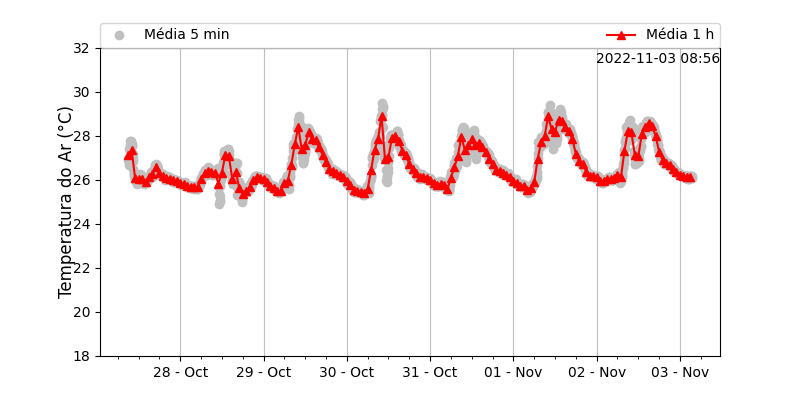 Média 5 min
Média 1 h
2022-11-03 08:56
Temperatura do Ar (°C)
32
30
28
26
24
22
20
18
28 - Oct
29 - Oct
30 - Oct
31 - Oct
01 - Nov
02 - Nov
03 - Nov